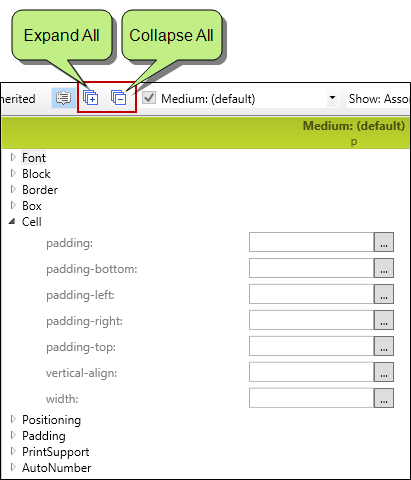 Expand All Collapse All
herited Medium: (default) Show: Asso
Medium: (default)
p
Font
Block
Border
Box
Cell
padding: ...
padding-bottom: ...
padding-left: ...
padding-right: ...
padding-top: ...
vertical-align: ...
width: ...
Positioning
Padding
PrintSupport
AutoNumber